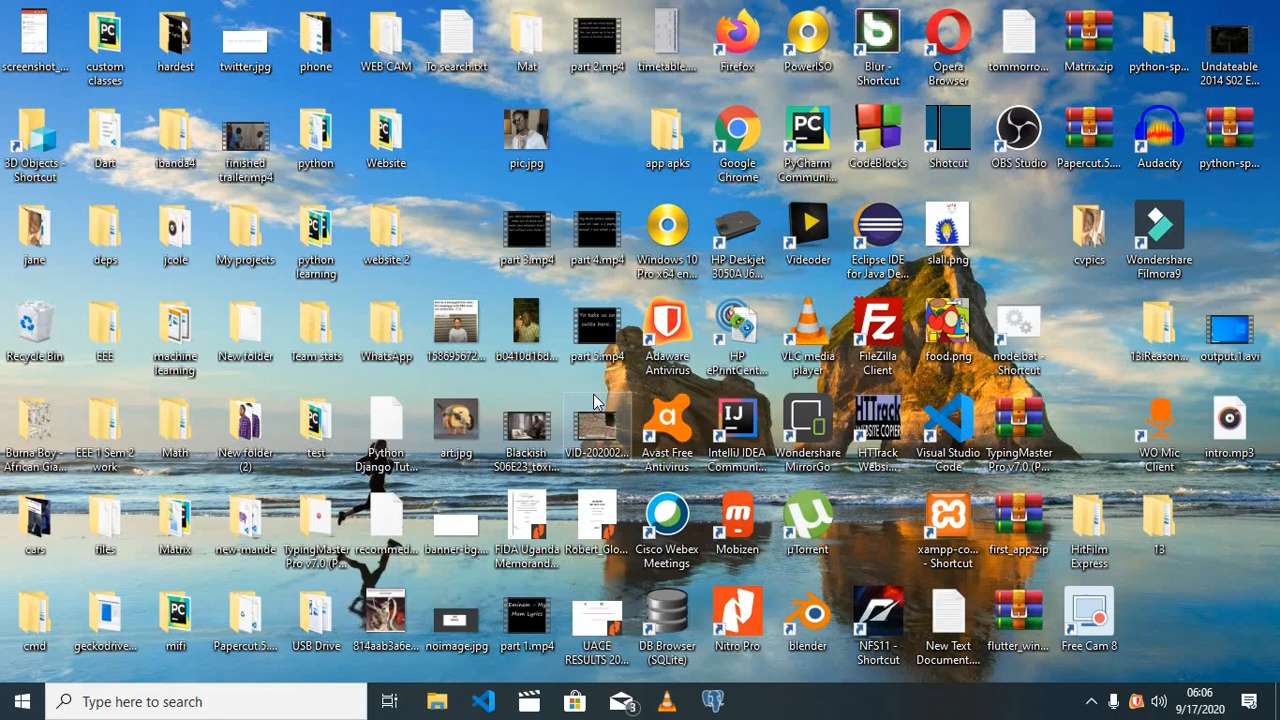 screenshot_...
custom classes
hardest
twitter.jpg
phone
WEB CAM
To search.txt
Mat
part 2.mp4
timetable....
Firefox
PowerISO
Blur - Shortcut
Opera Browser
tommorro...
Matrix.zip
python-sp...
Undateable 2014 S02 E...
3D Objects - Shortcut
Dart
ibanda4
finished trailer.mp4
python
Website
pic.jpg
app apks
Google Chrome
PyCharm Communi...
CodeBlocks
Shotcut
OBS Studio
Papercut.5....
Audacity
python-sp...
jane
deps
jcole
My projects
python learning
website 2
part 3.mp4
part 4.mp4
Windows 10 Pro x64 en...
HP Deskjet 3050A J6...
Videoder
Eclipse IDE for Java De...
slall.png
cvpics
Wondershare Filmora9
Recycle Bin
EEE
machine learning
New folder
Team stats
WhatsApp
158695672...
b0410d16d...
part 5.mp4
Adaware Antivirus
HP ePrintCent...
VLC media player
FileZilla Client
food.png
node.bat - Shortcut
13.Reason...
output1.avi
Burna Boy - African Gia...
EEE 1 Sem 2 work
Math
New folder (2)
test
Python Django Tut...
art.jpg
Blackish S06E23_t6xi...
VID-202002...
Avast Free Antivirus
IntelliJ IDEA Communi...
Wondershare MirrorGo
HTTrack Websi...
Visual Studio Code
TypingMaster Pro v7.0 (P...
WO Mic Client
intro.mp3
cars
files
Matrix
new-mande
TypingMaster Pro v7.0 (P...
recommed...
banner-bg....
FIDA Uganda Memorand...
Robert_Glo...
Cisco Webex Meetings
Mobizen
µTorrent
xampp-co... - Shortcut
first_app.zip
HitFilm Express
13
cmd
geckodrive...
mifi
Papercut.5....
USB Drive
814aab3a6e...
noimage.jpg
part 1.mp4
UACE RESULTS 20...
DB Browser (SQLite)
Nitro Pro
blender
NFS11 - Shortcut
New Text Document....
flutter_win...
Free Cam 8
Type here to search
3
06:06
9/17/2020